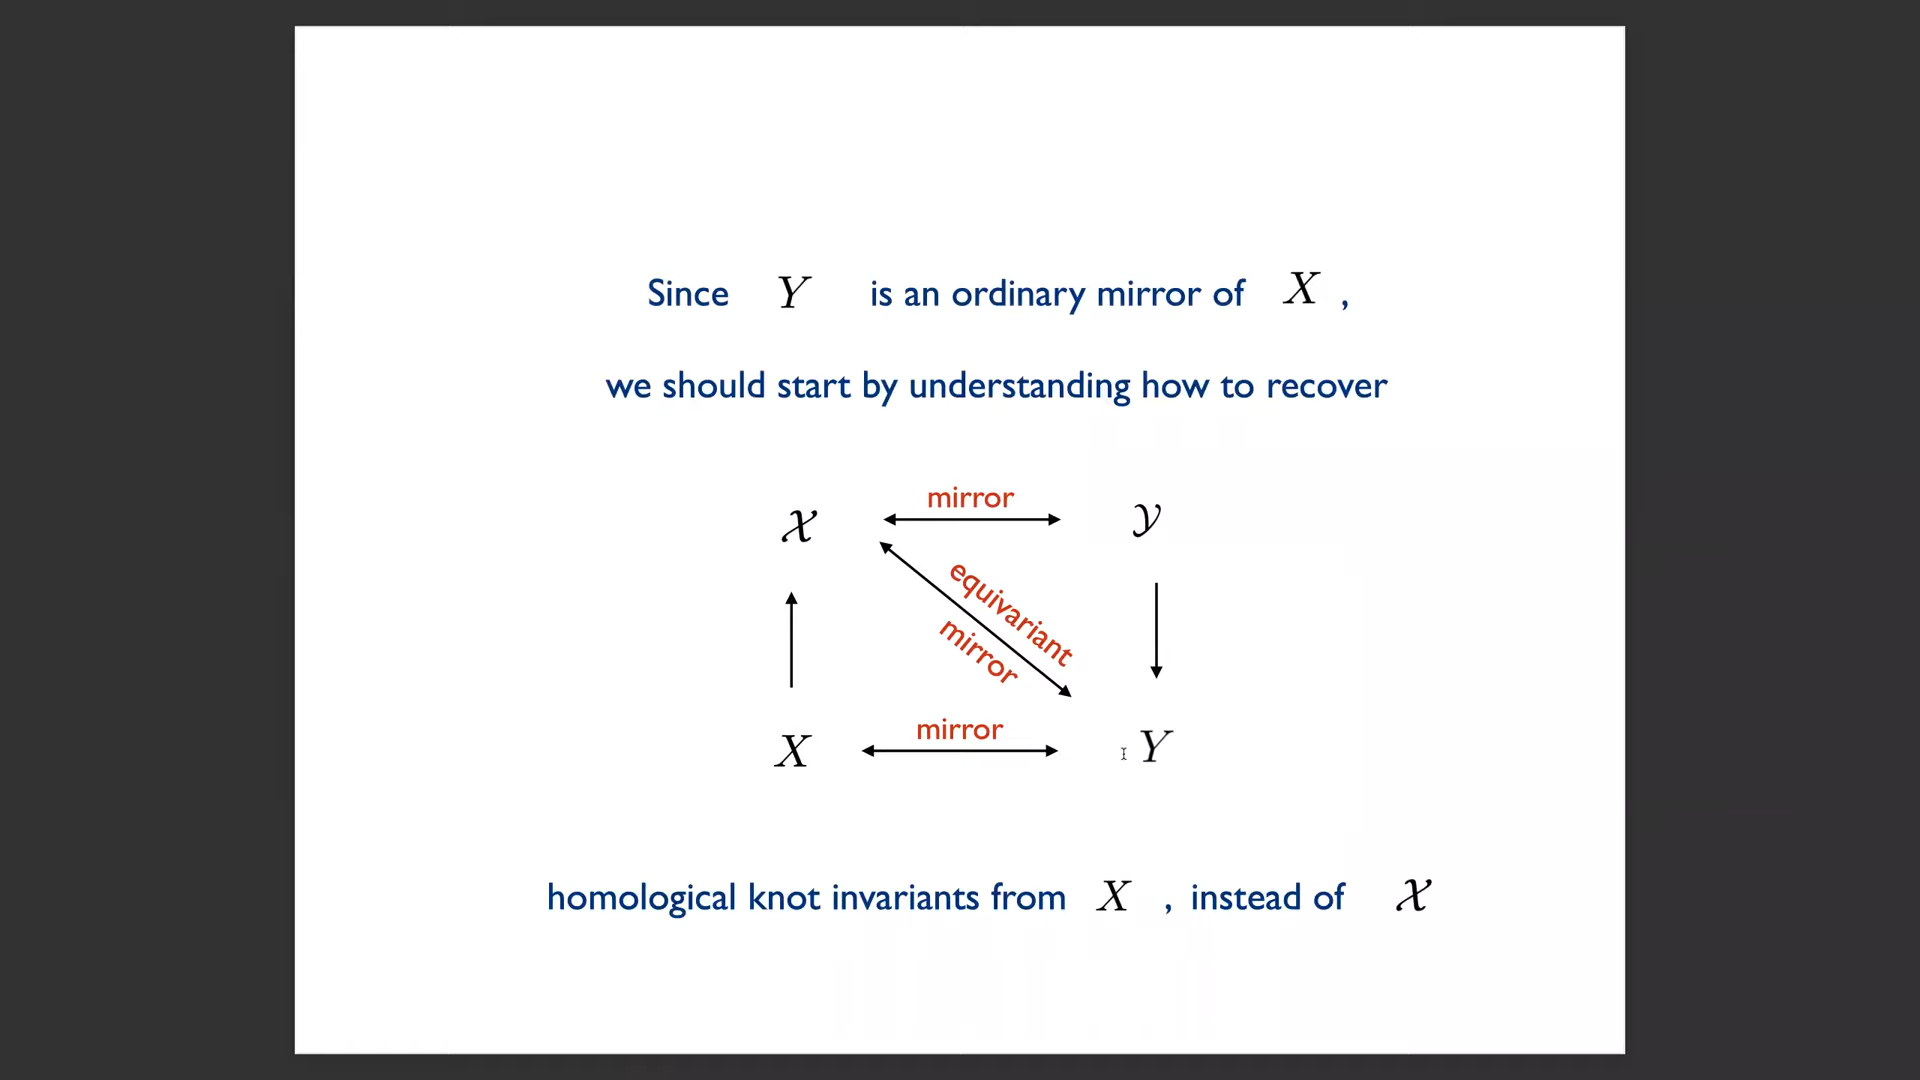 Since Y is an ordinary mirror of X ,
we should start by understanding how to recover
𝒳 mirror 𝒴
equivariant
mirror
X mirror Y
homological knot invariants from X , instead of 𝒳